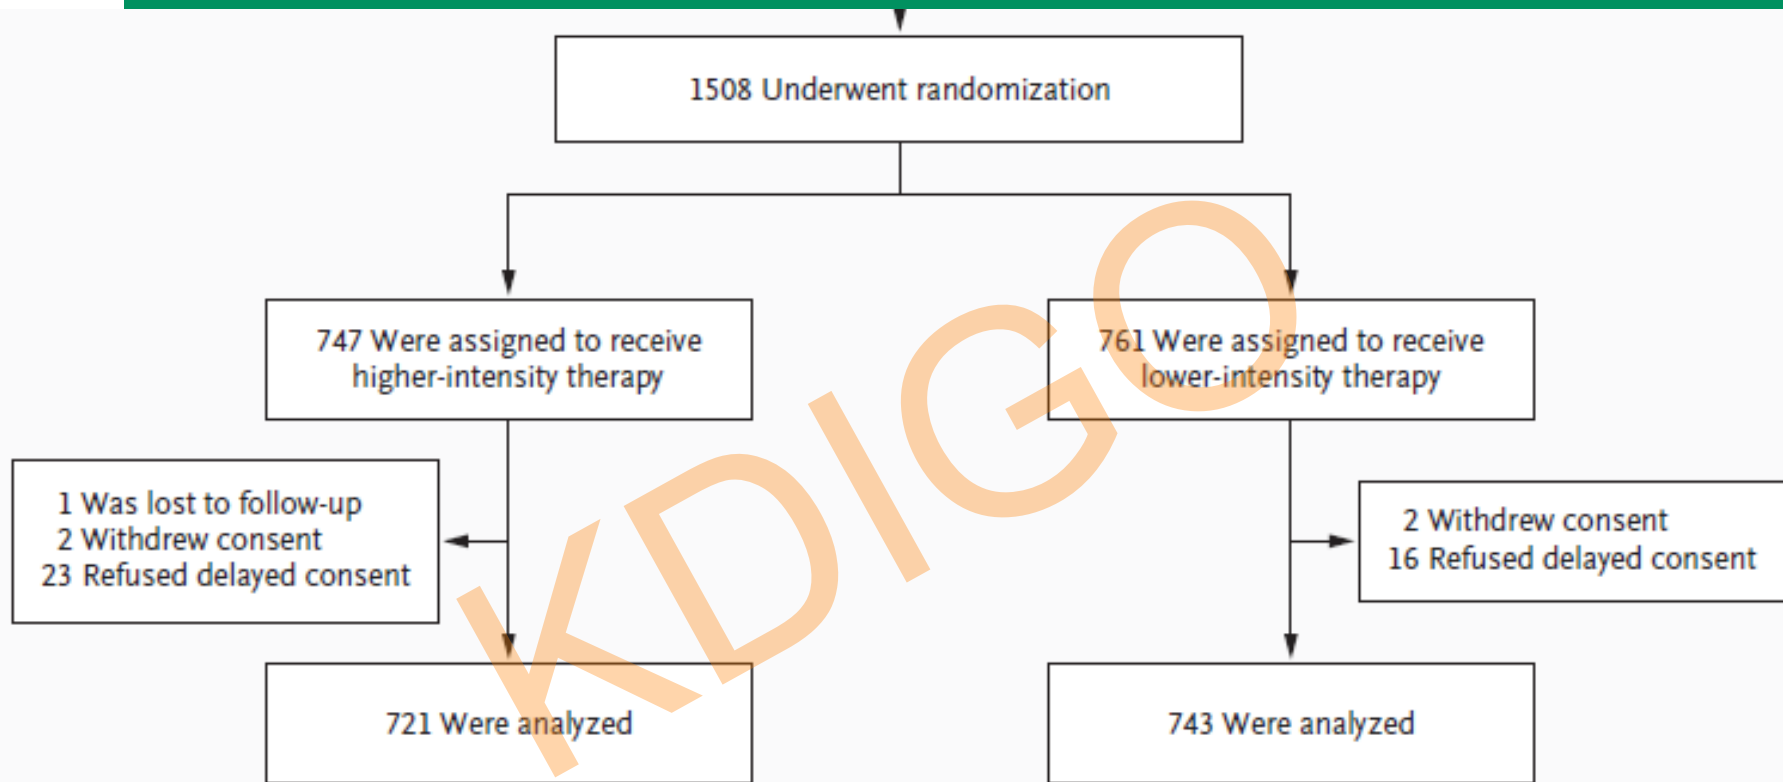 1508 Underwent randomization
747 Were assigned to receive
higher-intensity therapy
761 Were assigned to receive
lower-intensity therapy
1 Was lost to follow-up
2 Withdrew consent
23 Refused delayed consent
2 Withdrew consent
16 Refused delayed consent
721 Were analyzed
743 Were analyzed
KDIGO